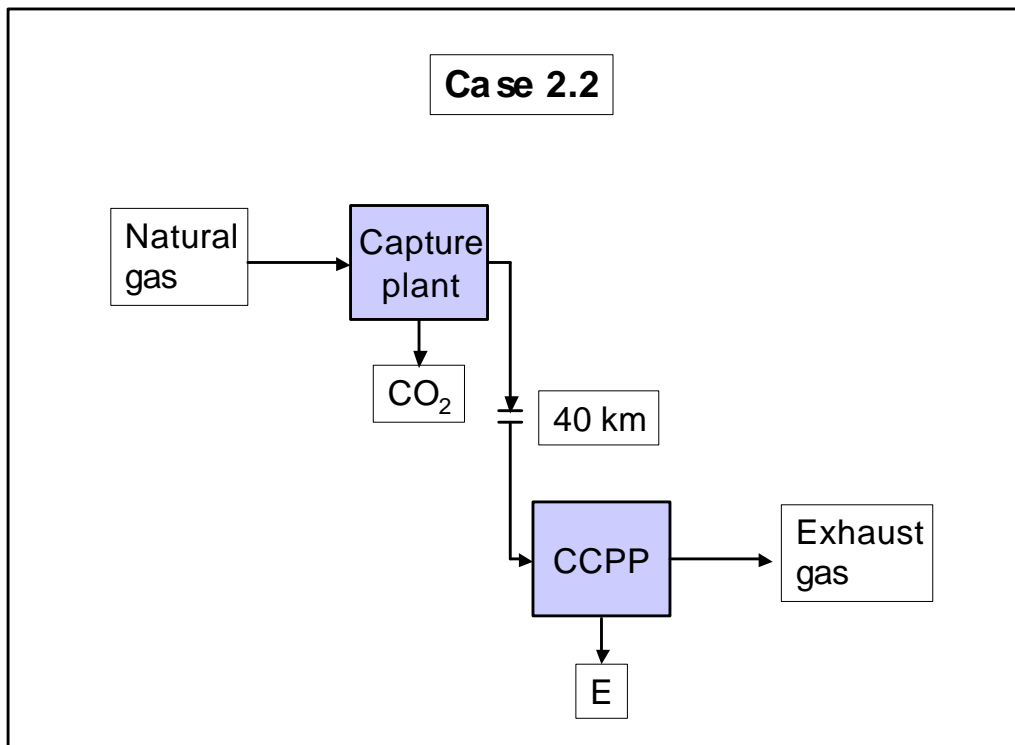 Case 2.2
Natural
gas
Capture
plant
CO₂
40 km
CCPP
Exhaust
gas
E